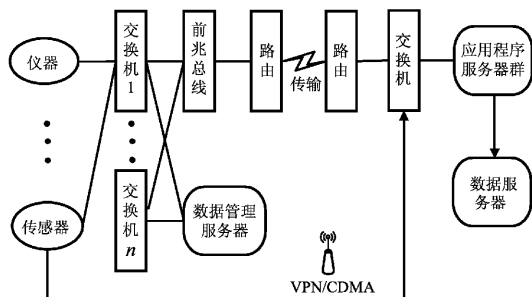 仪器
传感器
交换机1
交换机n
前兆总线
数据管理
服务器
路由
传输
路由
交换机
应用程序
服务器群
数据服
务器
VPN/CDMA